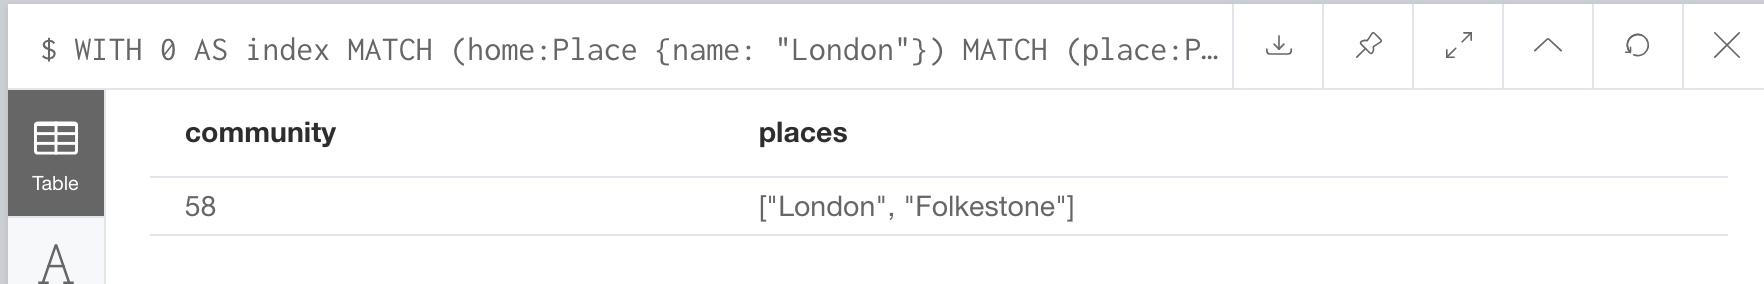 $ WITH 0 AS index MATCH (home:Place {name: "London"}) MATCH (place:P…
community places
Table
58 ["London", "Folkestone"]
A